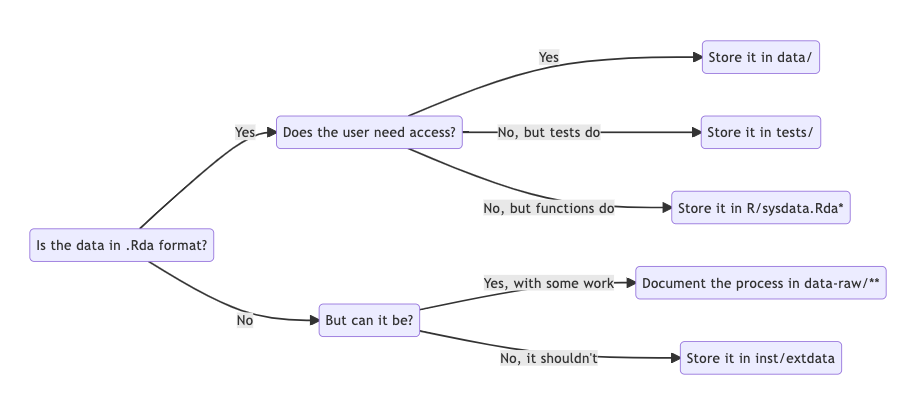 Yes
Store it in data/
Yes
Does the user need access?
No, but tests do
Store it in tests/
No, but functions do
Store it in R/sysdata.Rda*
Is the data in .Rda format?
Yes, with some work
Document the process in data-raw/**
No
But can it be?
No, it shouldn't
Store it in inst/extdata